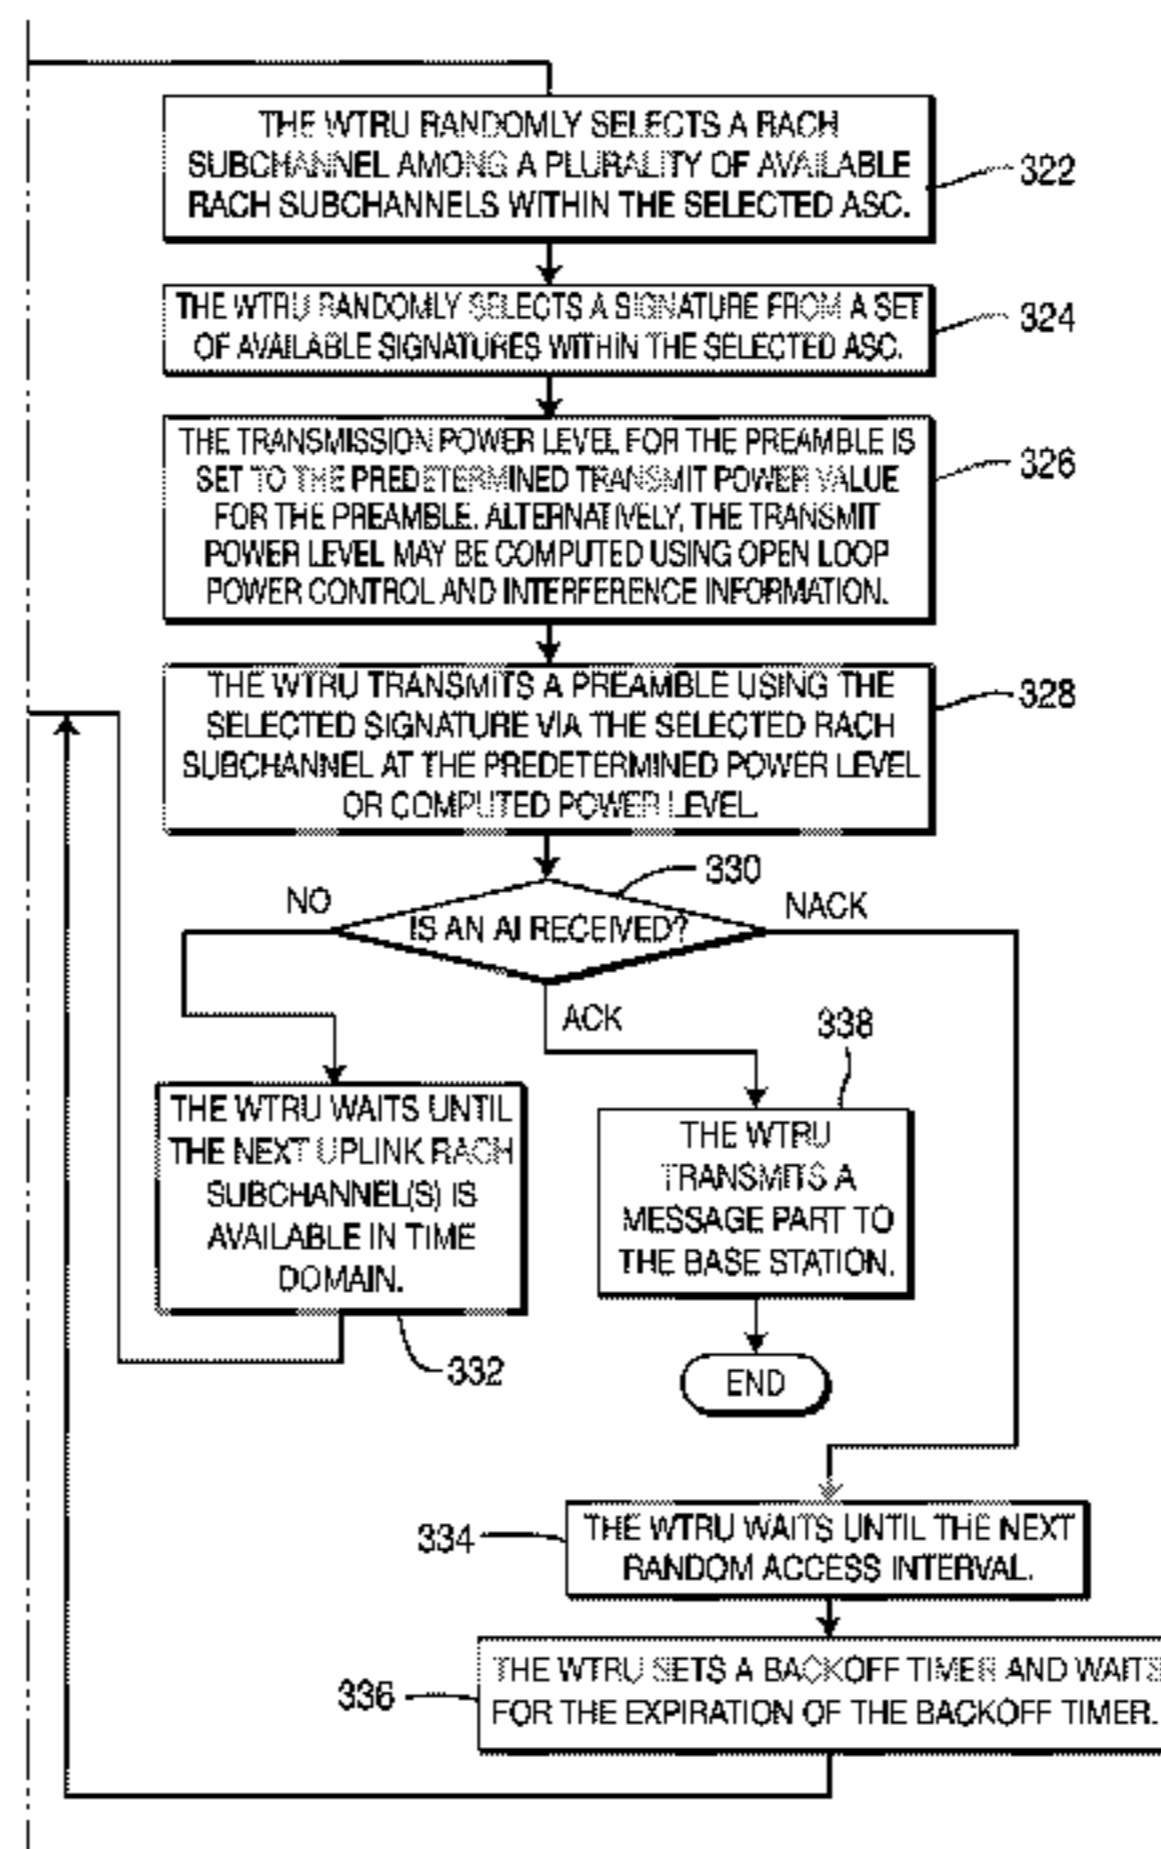 THE WTRU RANDOMLY SELECTS A RACH
SUBCHANNEL AMONG A PLURALITY OF AVAILABLE
RACH SUBCHANNELS WITHIN THE SELECTED ASC.
322
THE WTRU RANDOMLY SELECTS A SIGNATURE FROM A SET
OF AVAILABLE SIGNATURES WITHIN THE SELECTED ASC.
324
THE TRANSMISSION POWER LEVEL FOR THE PREAMBLE IS
SET TO THE PREDETERMINED TRANSMIT POWER VALUE
FOR THE PREAMBLE. ALTERNATIVELY, THE TRANSMIT
POWER LEVEL MAY BE COMPUTED USING OPEN LOOP
POWER CONTROL AND INTERFERENCE INFORMATION.
326
THE WTRU TRANSMITS A PREAMBLE USING THE
SELECTED SIGNATURE VIA THE SELECTED RACH
SUBCHANNEL AT THE PREDETERMINED POWER LEVEL
OR COMPUTED POWER LEVEL.
328
330
NO
IS AN AI RECEIVED?
NACK
ACK
338
THE WTRU WAITS UNTIL
THE NEXT UPLINK RACH
SUBCHANNEL(S) IS
AVAILABLE IN TIME
DOMAIN.
332
THE WTRU
TRANSMITS A
MESSAGE PART TO
THE BASE STATION.
END
334
THE WTRU WAITS UNTIL THE NEXT
RANDOM ACCESS INTERVAL.
336
THE WTRU SETS A BACKOFF TIMER AND WAITS
FOR THE EXPIRATION OF THE BACKOFF TIMER.